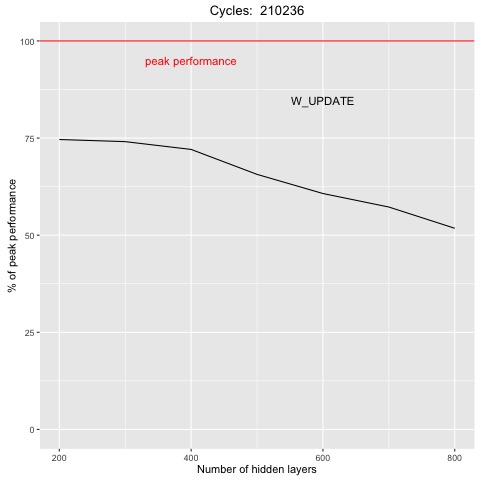 Cycles:  210236
100
peak performance
W_UPDATE
75
% of peak performance
50
25
0
200
400
600
800
Number of hidden layers